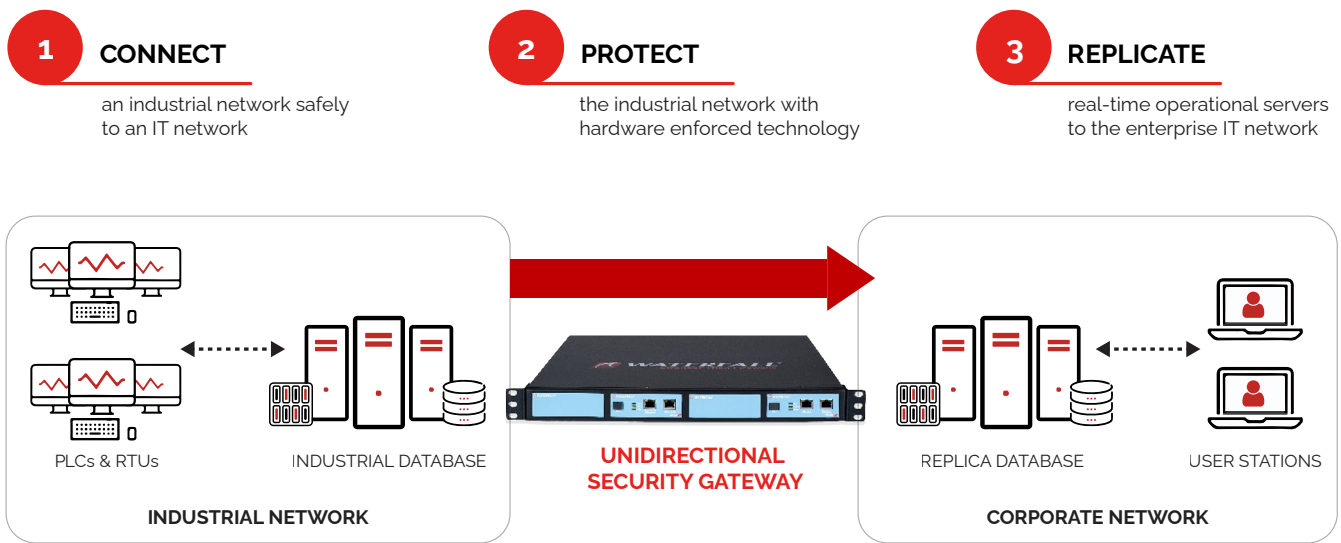 1 CONNECT
an industrial network safely
to an IT network
2 PROTECT
the industrial network with
hardware enforced technology
3 REPLICATE
real-time operational servers
to the enterprise IT network
WATERFALL
PLCs & RTUs
INDUSTRIAL DATABASE
INDUSTRIAL NETWORK
UNIDIRECTIONAL
SECURITY GATEWAY
REPLICA DATABASE
USER STATIONS
CORPORATE NETWORK